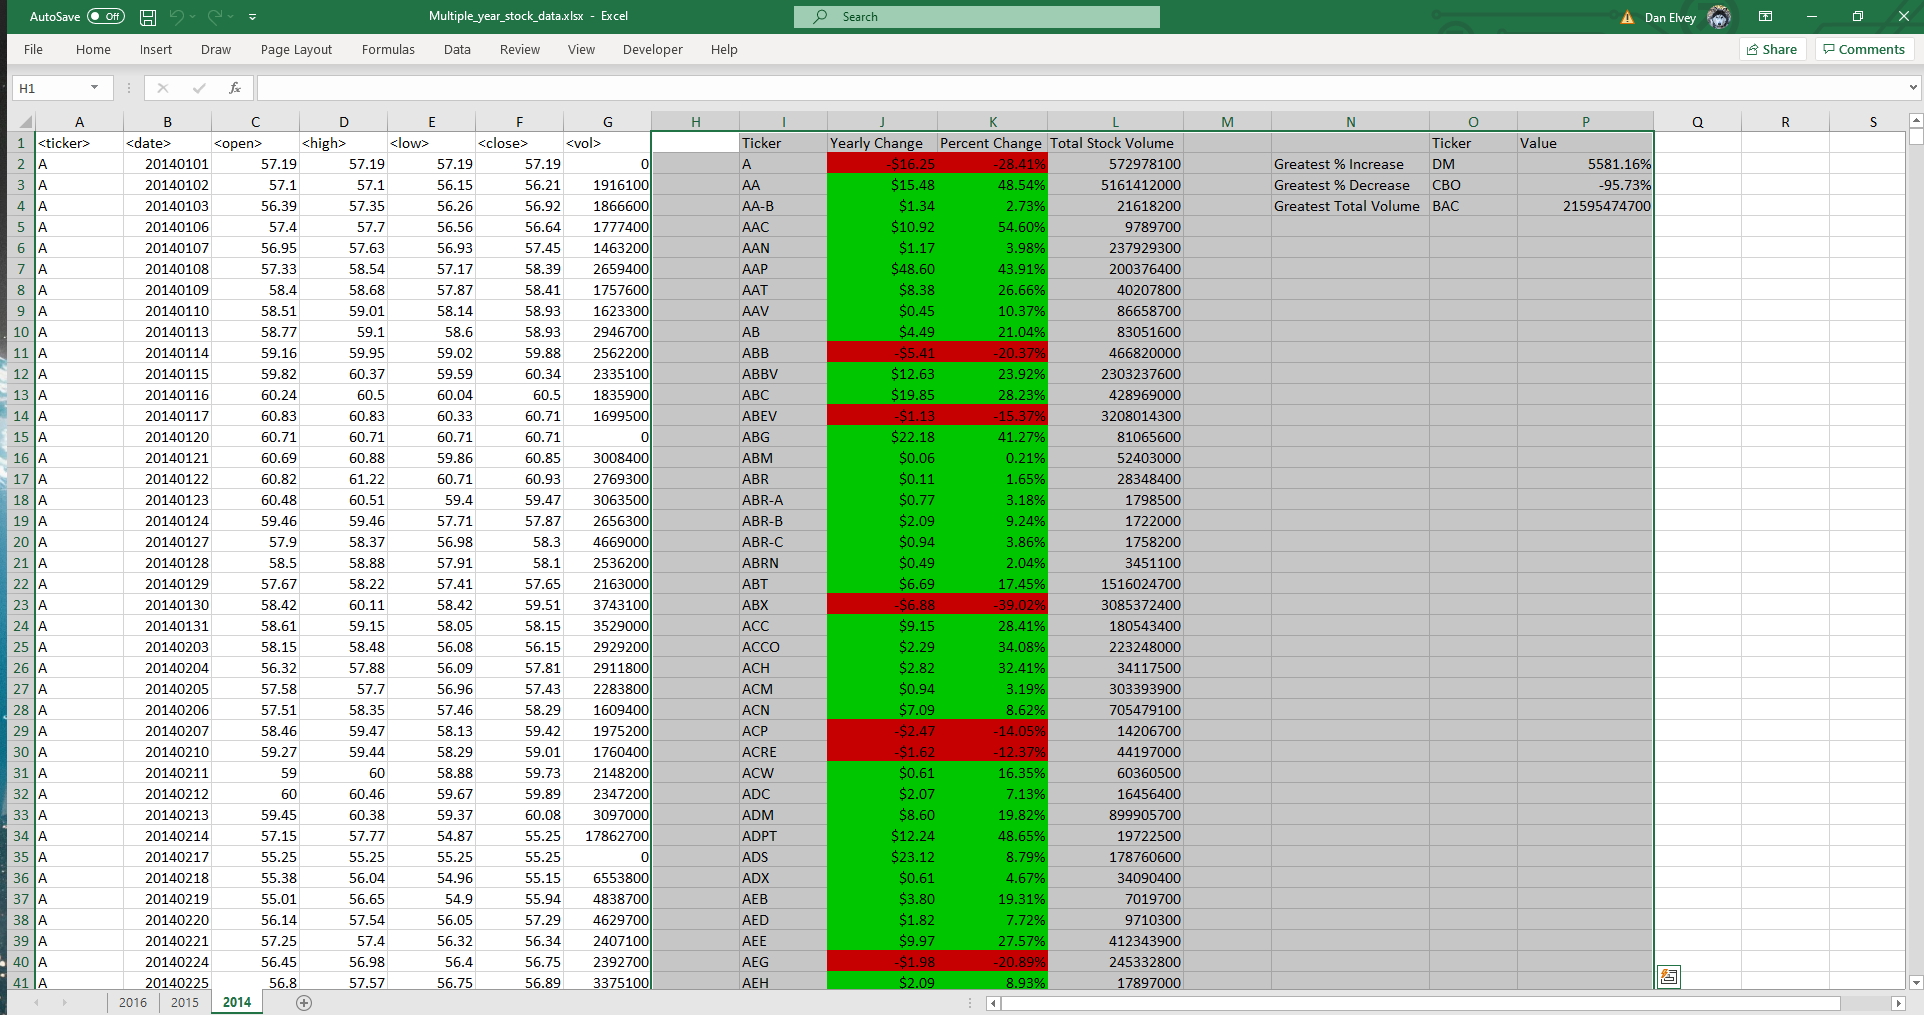 AutoSave Off Multiple_year_stock_data.xlsx - Excel Search Dan Elvey
File Home Insert Draw Page Layout Formulas Data Review View Developer Help Share Comments
H1 fx
A B C D E F G H I J K L M N O P Q R S
1 <ticker> <date> <open> <high> <low> <close> <vol> Ticker Yearly Change Percent Change Total Stock Volume Ticker Value
2 A 20140101 57.19 57.19 57.19 57.19 0 A -$16.25 -28.41% 572978100 Greatest % Increase DM 5581.16%
3 A 20140102 57.1 57.1 56.15 56.21 1916100 AA $15.48 48.54% 5161412000 Greatest % Decrease CBO -95.73%
4 A 20140103 56.39 57.35 56.26 56.92 1866600 AA-B $1.34 2.73% 21618200 Greatest Total Volume BAC 21595474700
5 A 20140106 57.4 57.7 56.56 56.64 1777400 AAC $10.92 54.60% 9789700
6 A 20140107 56.95 57.63 56.93 57.45 1463200 AAN $1.17 3.98% 237929300
7 A 20140108 57.33 58.54 57.17 58.39 2659400 AAP $48.60 43.91% 200376400
8 A 20140109 58.4 58.68 57.87 58.41 1757600 AAT $8.38 26.66% 40207800
9 A 20140110 58.51 59.01 58.14 58.93 1623300 AAV $0.45 10.37% 86658700
10 A 20140113 58.77 59.1 58.6 58.93 2946700 AB $4.49 21.04% 83051600
11 A 20140114 59.16 59.95 59.02 59.88 2562200 ABB -$5.41 -20.37% 466820000
12 A 20140115 59.82 60.37 59.59 60.34 2335100 ABBV $12.63 23.92% 2303237600
13 A 20140116 60.24 60.5 60.04 60.5 1835900 ABC $19.85 28.23% 428969000
14 A 20140117 60.83 60.83 60.33 60.71 1699500 ABEV -$1.13 -15.37% 3208014300
15 A 20140120 60.71 60.71 60.71 60.71 0 ABG $22.18 41.27% 81065600
16 A 20140121 60.69 60.88 59.86 60.85 3008400 ABM $0.06 0.21% 52403000
17 A 20140122 60.82 61.22 60.71 60.93 2769300 ABR $0.11 1.65% 28348400
18 A 20140123 60.48 60.51 59.4 59.47 3063500 ABR-A $0.77 3.18% 1798500
19 A 20140124 59.46 59.46 57.71 57.87 2656300 ABR-B $2.09 9.24% 1722000
20 A 20140127 57.9 58.37 56.98 58.3 4669000 ABR-C $0.94 3.86% 1758200
21 A 20140128 58.5 58.88 57.91 58.1 2536200 ABRN $0.49 2.04% 3451100
22 A 20140129 57.67 58.22 57.41 57.65 2163000 ABT $6.69 17.45% 1516024700
23 A 20140130 58.42 60.11 58.42 59.51 3743100 ABX -$6.88 -39.02% 3085372400
24 A 20140131 58.61 59.15 58.05 58.15 3529000 ACC $9.15 28.41% 180543400
25 A 20140203 58.15 58.48 56.08 56.15 2929200 ACCO $2.29 34.08% 223248000
26 A 20140204 56.32 57.88 56.09 57.81 2911800 ACH $2.82 32.41% 34117500
27 A 20140205 57.58 57.7 56.96 57.43 2283800 ACM $0.94 3.19% 303393900
28 A 20140206 57.51 58.35 57.46 58.29 1609400 ACN $7.09 8.62% 705479100
29 A 20140207 58.46 59.47 58.13 59.42 1975200 ACP -$2.47 -14.05% 14206700
30 A 20140210 59.27 59.44 58.29 59.01 1760400 ACRE -$1.62 -12.37% 44197000
31 A 20140211 59 60 58.88 59.73 2148200 ACW $0.61 16.35% 60360500
32 A 20140212 60 60.46 59.67 59.89 2347200 ADC $2.07 7.13% 16456400
33 A 20140213 59.45 60.38 59.37 60.08 3097000 ADM $8.60 19.82% 899905700
34 A 20140214 57.15 57.77 54.87 55.25 17862700 ADPT $12.24 48.65% 19722500
35 A 20140217 55.25 55.25 55.25 55.25 0 ADS $23.12 8.79% 178760600
36 A 20140218 55.38 56.04 54.96 55.15 6553800 ADX $0.61 4.67% 34090400
37 A 20140219 55.01 56.65 54.9 55.94 4838700 AEB $3.80 19.31% 7019700
38 A 20140220 56.14 57.54 56.05 57.29 4629700 AED $1.82 7.72% 9710300
39 A 20140221 57.25 57.4 56.32 56.34 2407100 AEE $9.97 27.57% 412343900
40 A 20140224 56.45 56.98 56.4 56.75 2392700 AEG -$1.98 -20.89% 245332800
41 A 20140225 56.8 57.57 56.75 56.89 3375100 AEH $2.09 8.93% 17897000
2016 2015 2014